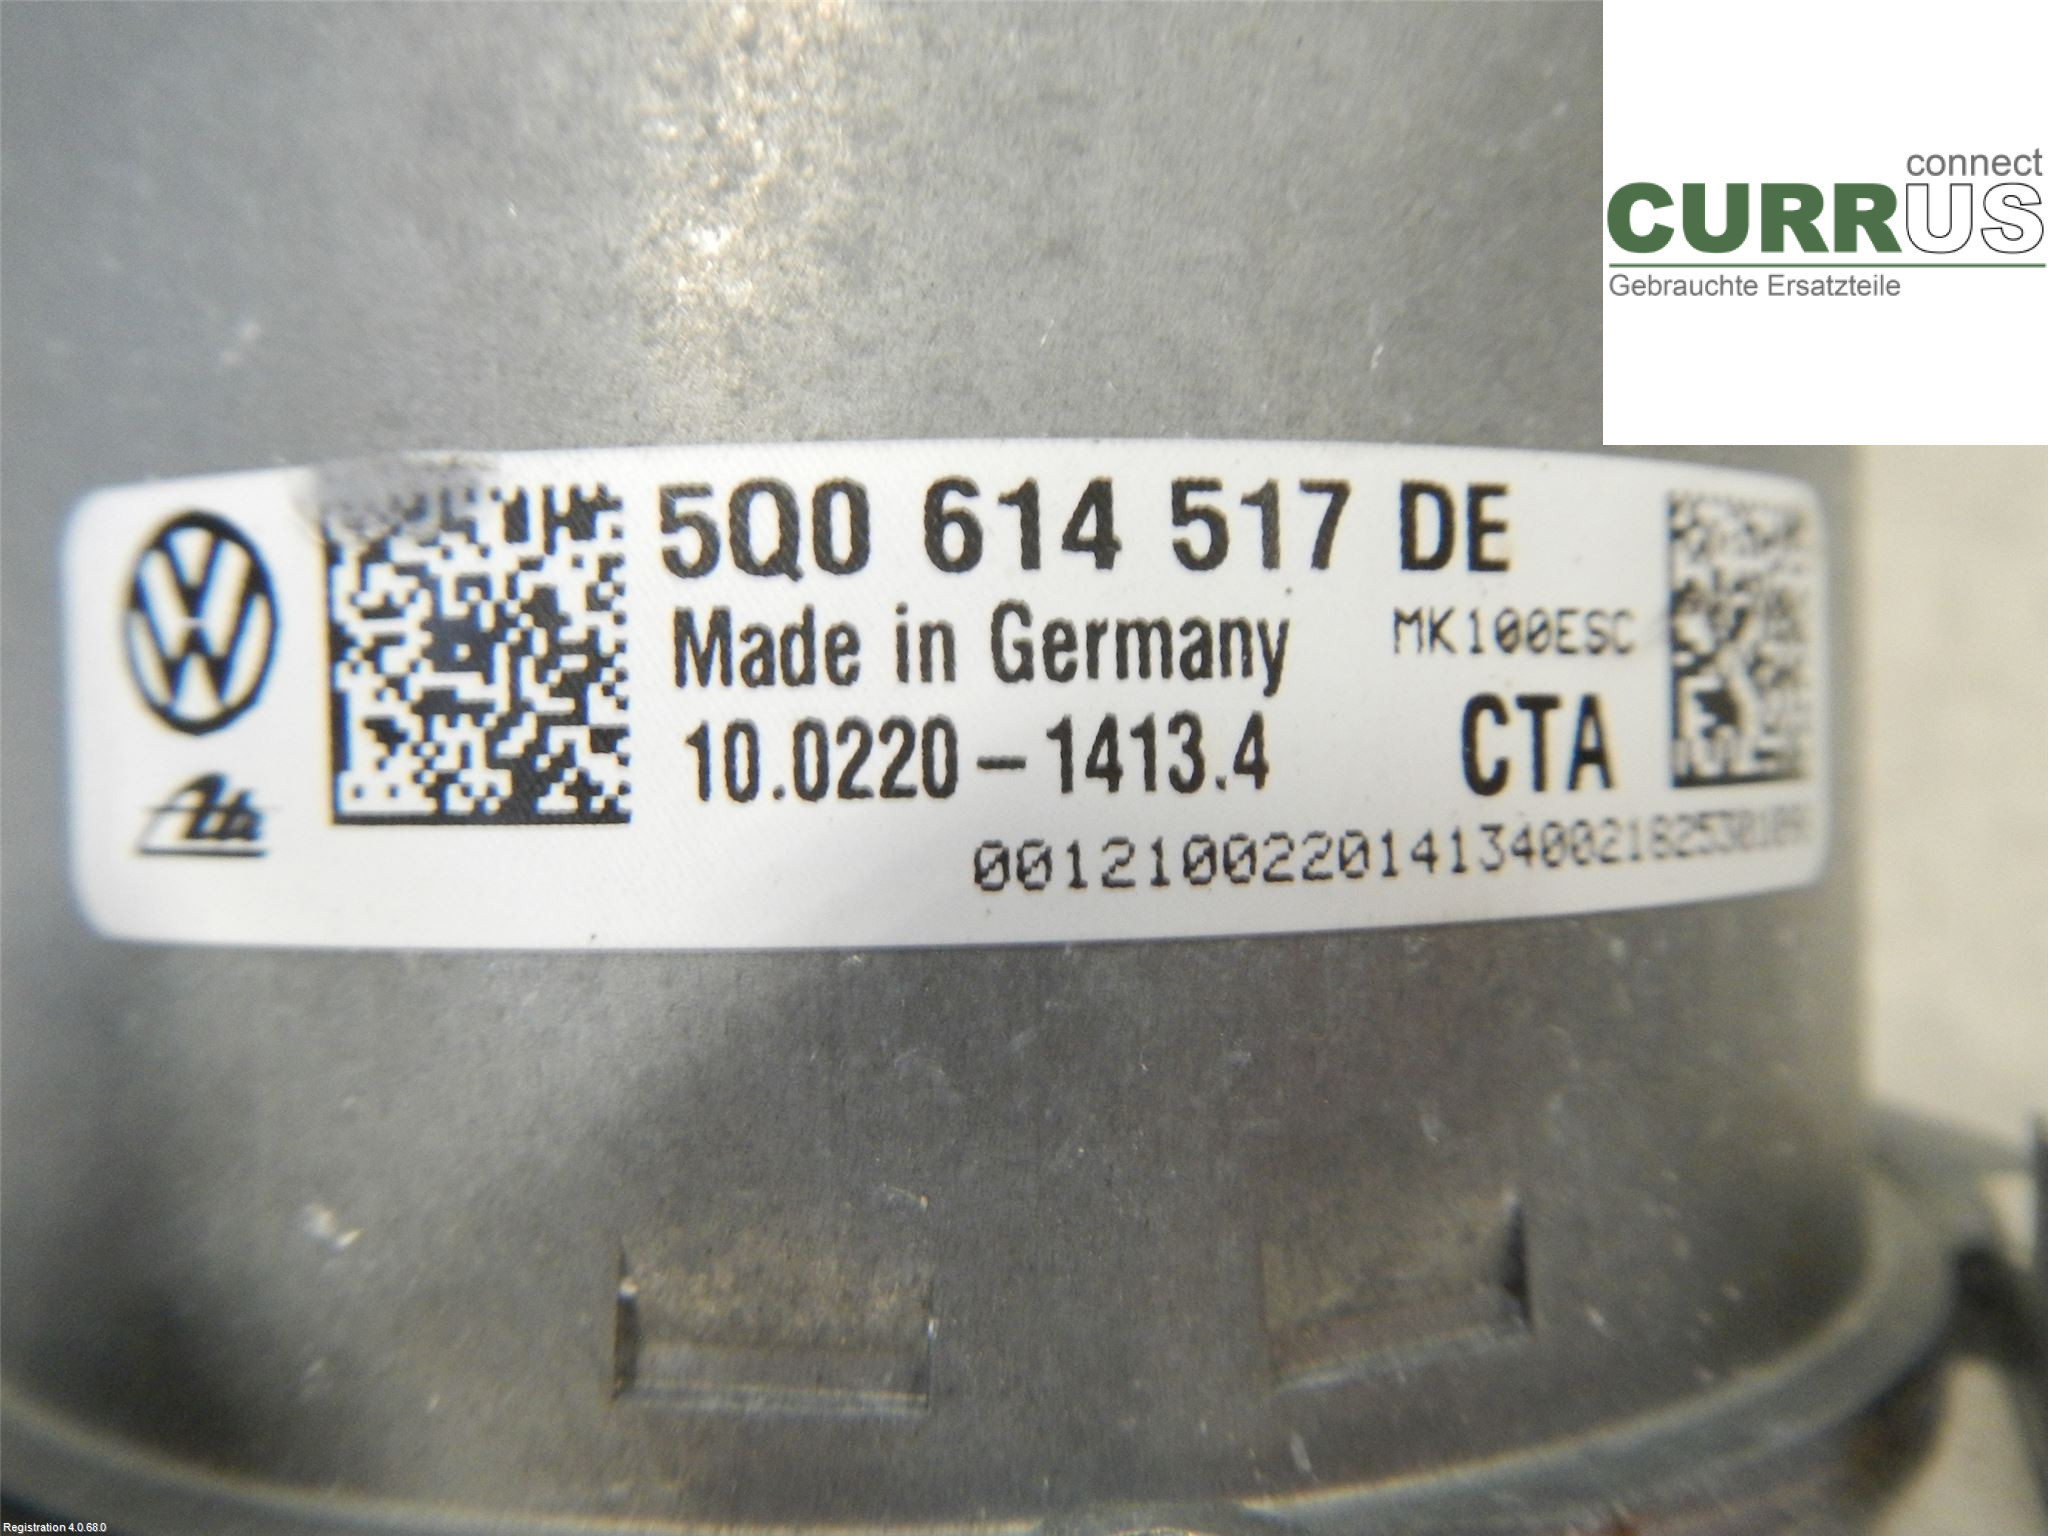 connect
CURRUS
Gebrauchte Ersatzteile
5Q0 614 517 DE
Made in Germany
MK100ESC
10.0220-1413.4
CTA
Ate
Registration 4.0.68.0